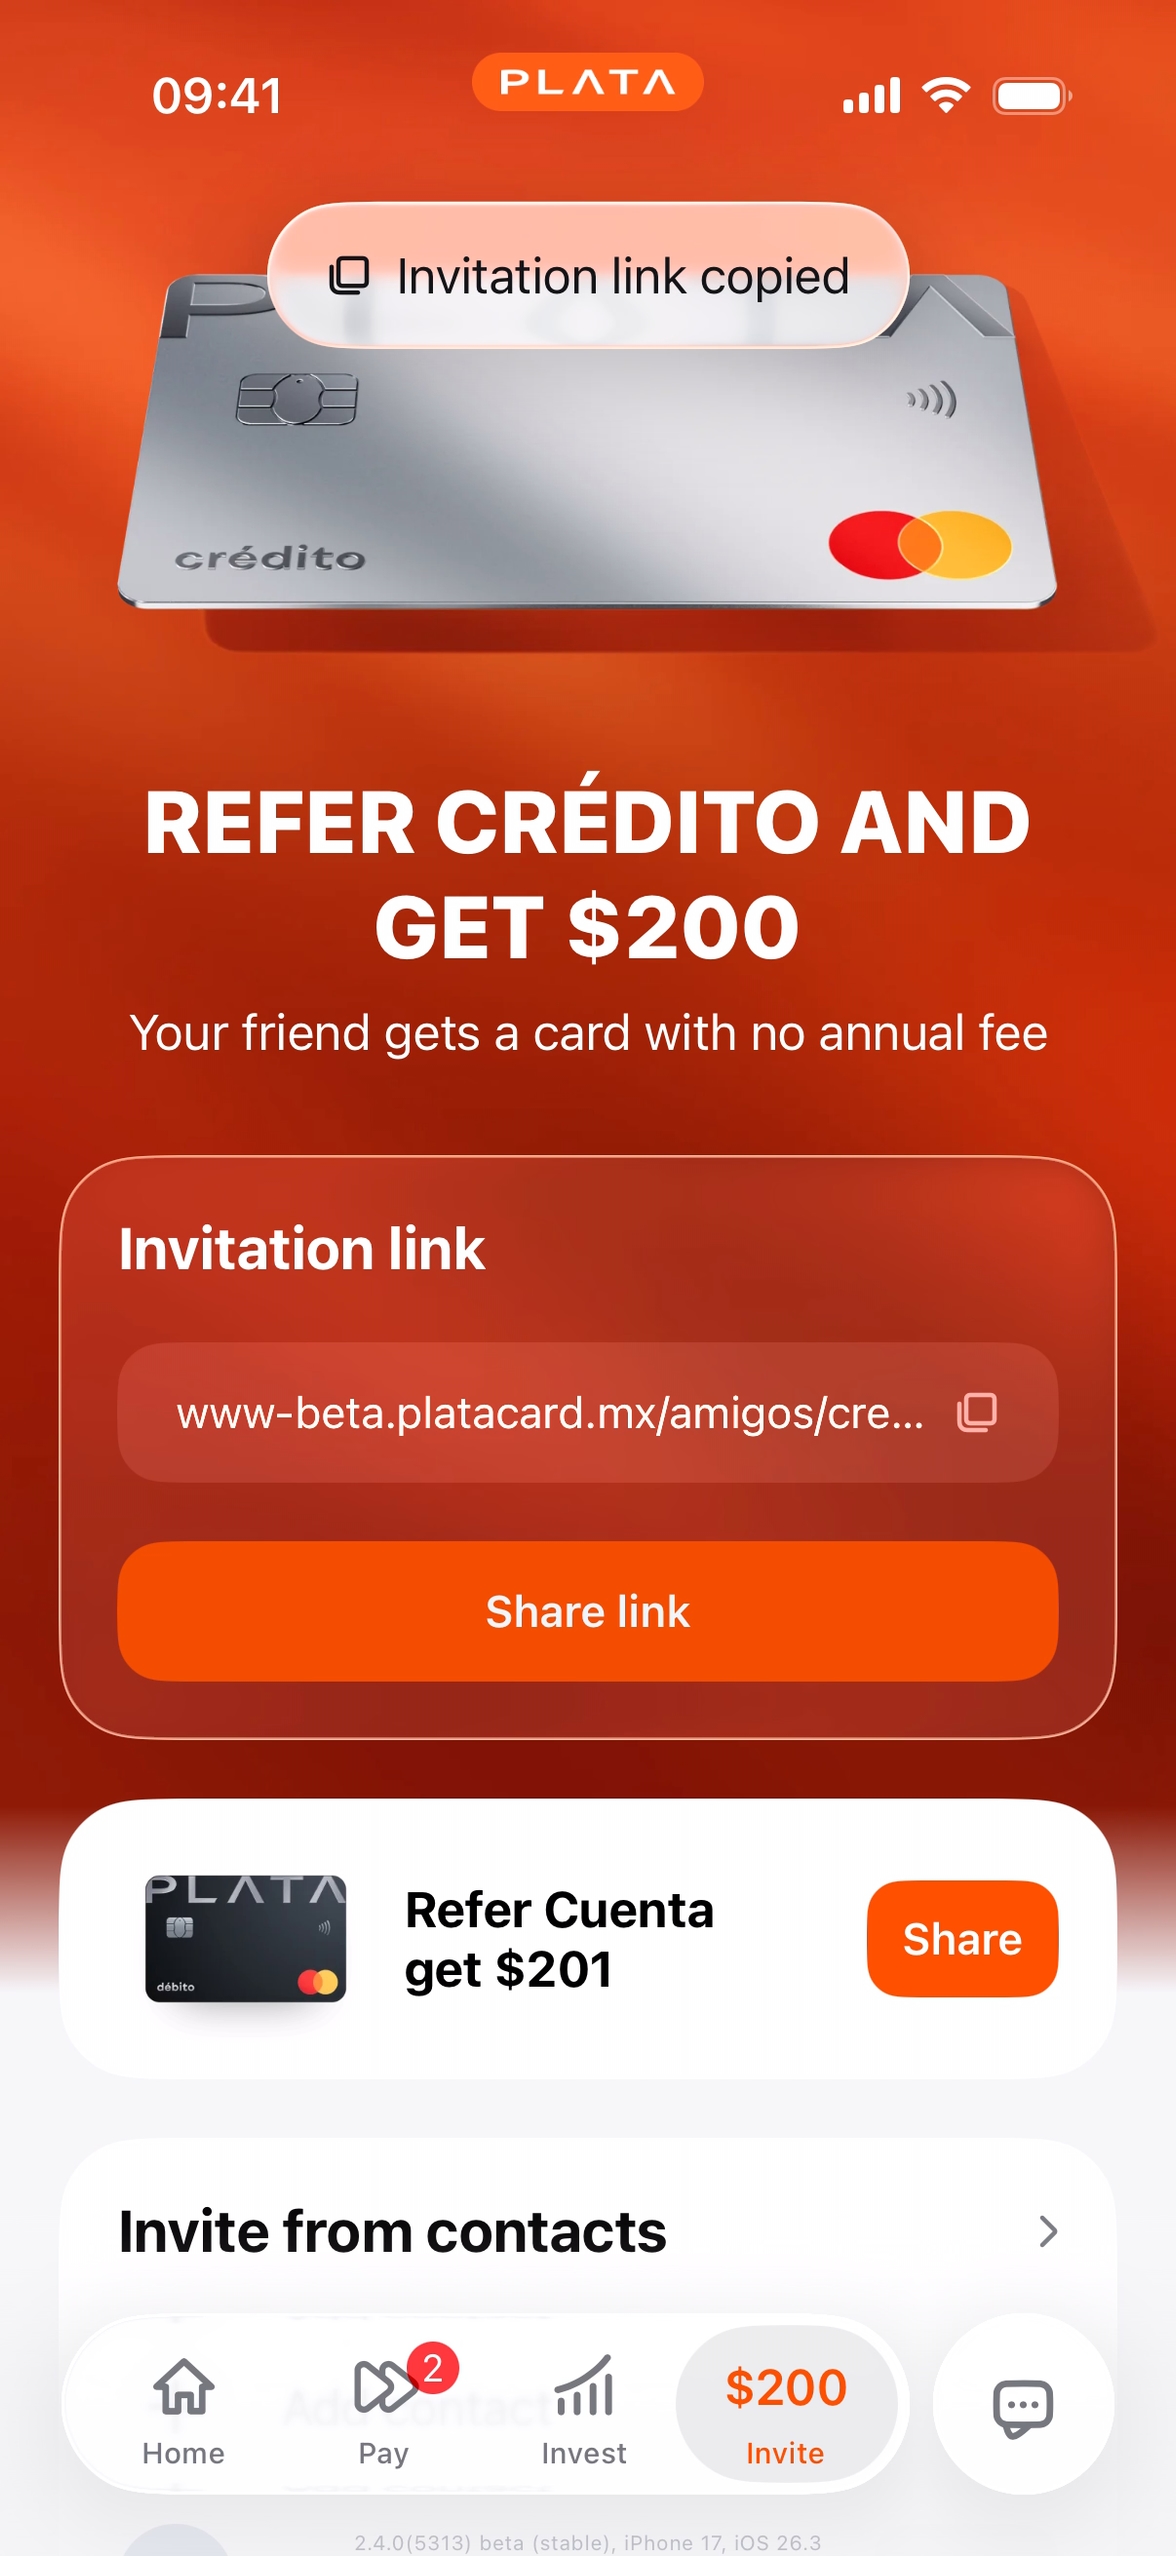 09:41
PLATA
Invitation link copied
crédito
REFER CRÉDITO AND
GET $200
Your friend gets a card with no annual fee
Invitation link
www-beta.platacard.mx/amigos/cre...
Share link
PLATA
débito
Refer Cuenta
get $201
Share
Invite from contacts
Add contact
2
$200
Home
Pay
Invest
Invite
2.4.0(5313) beta (stable), iPhone 17, iOS 26.3